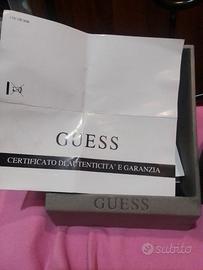 GUESS
CERTIFICATO DI AUTENTICITA' E GARANZIA
GUESS
subito